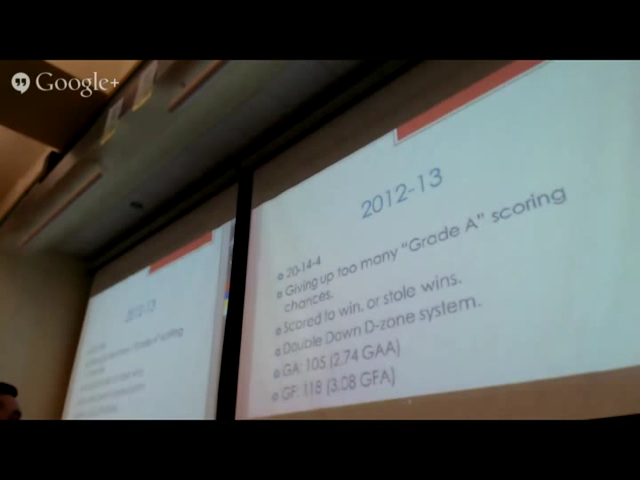 Google+
2012-13
20-14-4
Giving up too many "Grade A" scoring
chances.
Scored to win, or stole wins.
Double Down D-zone system.
GA: 105 (2.74 GAA)
GF: 118 (3.08 GFA)
2012-13